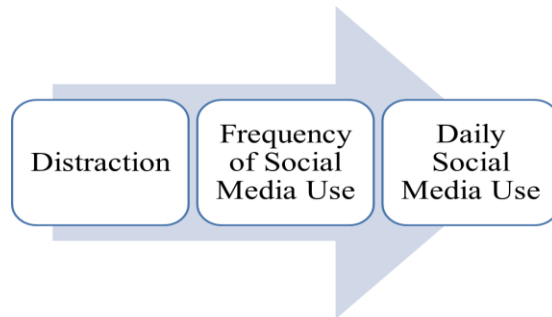 Distraction
Frequency
of Social
Media Use
Daily
Social
Media Use